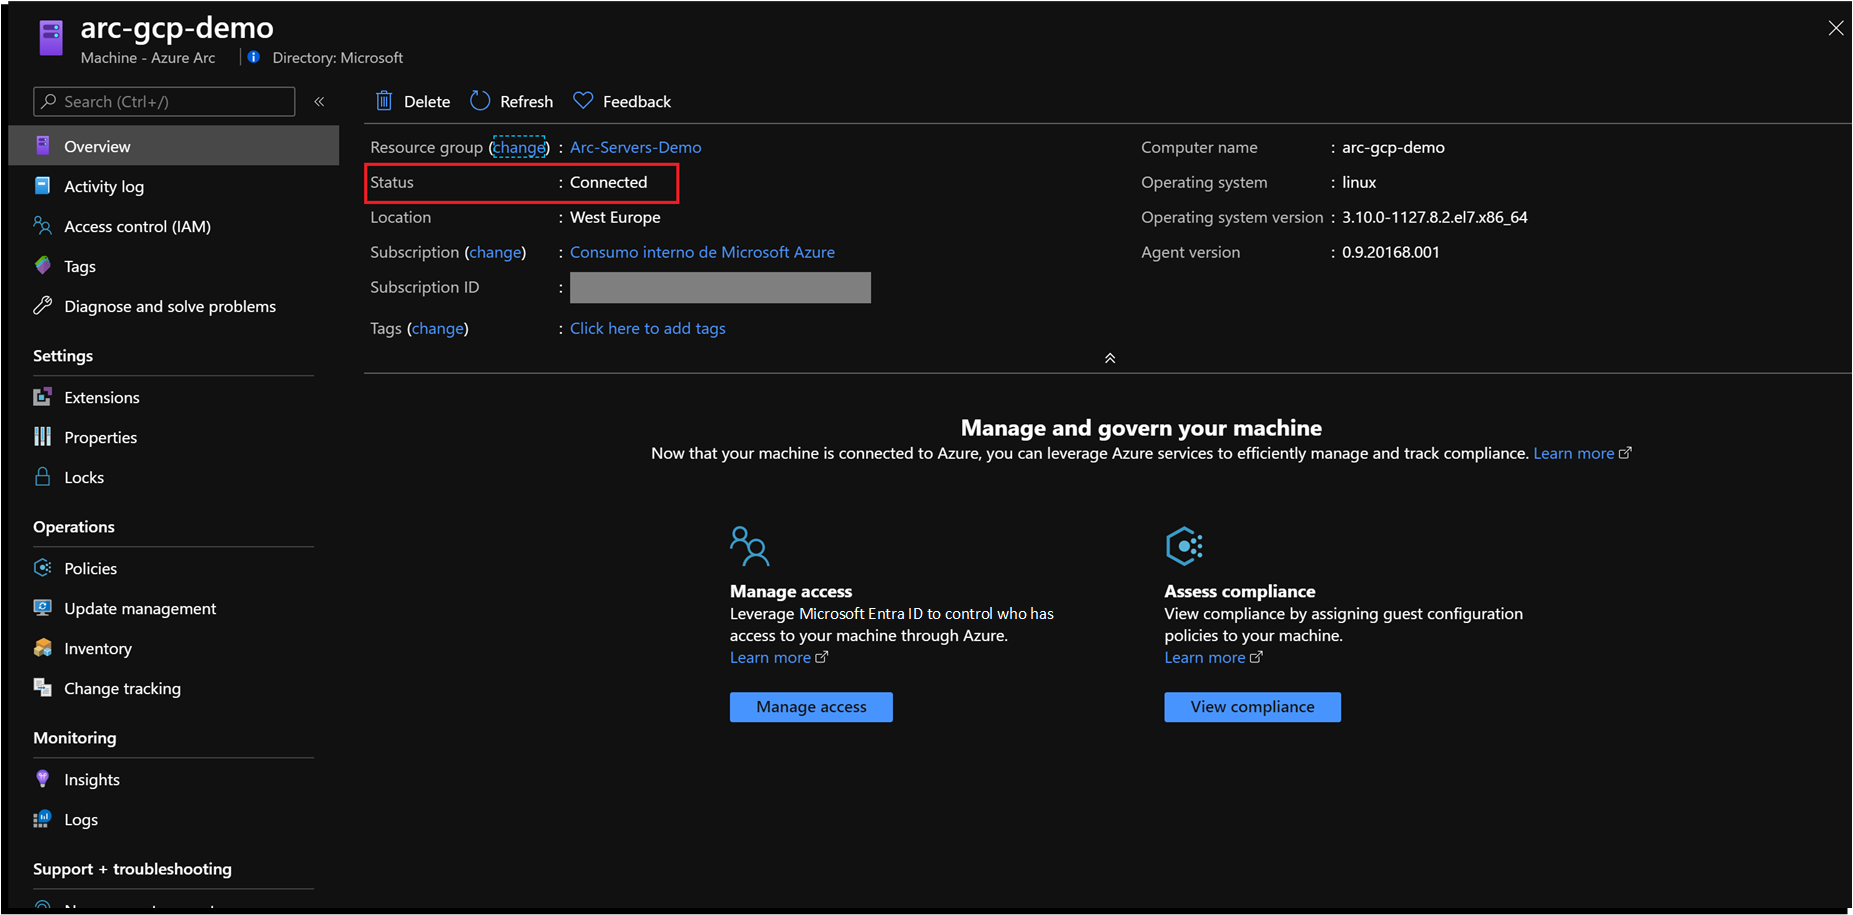 arc-gcp-demo
Machine - Azure Arc
Directory: Microsoft
Search (Ctrl+/)
«
Delete
Refresh
Feedback
Overview
Activity log
Access control (IAM)
Tags
Diagnose and solve problems
Settings
Extensions
Properties
Locks
Operations
Policies
Update management
Inventory
Change tracking
Monitoring
Insights
Logs
Support + troubleshooting
Resource group (change) : Arc-Servers-Demo
Status : Connected
Location : West Europe
Subscription (change) : Consumo interno de Microsoft Azure
Subscription ID :
Tags (change) : Click here to add tags
Computer name : arc-gcp-demo
Operating system : linux
Operating system version : 3.10.0-1127.8.2.el7.x86_64
Agent version : 0.9.20168.001
Manage and govern your machine
Now that your machine is connected to Azure, you can leverage Azure services to efficiently manage and track compliance. Learn more
Manage access
Leverage Microsoft Entra ID to control who has
access to your machine through Azure.
Learn more
Manage access
Assess compliance
View compliance by assigning guest configuration
policies to your machine.
Learn more
View compliance